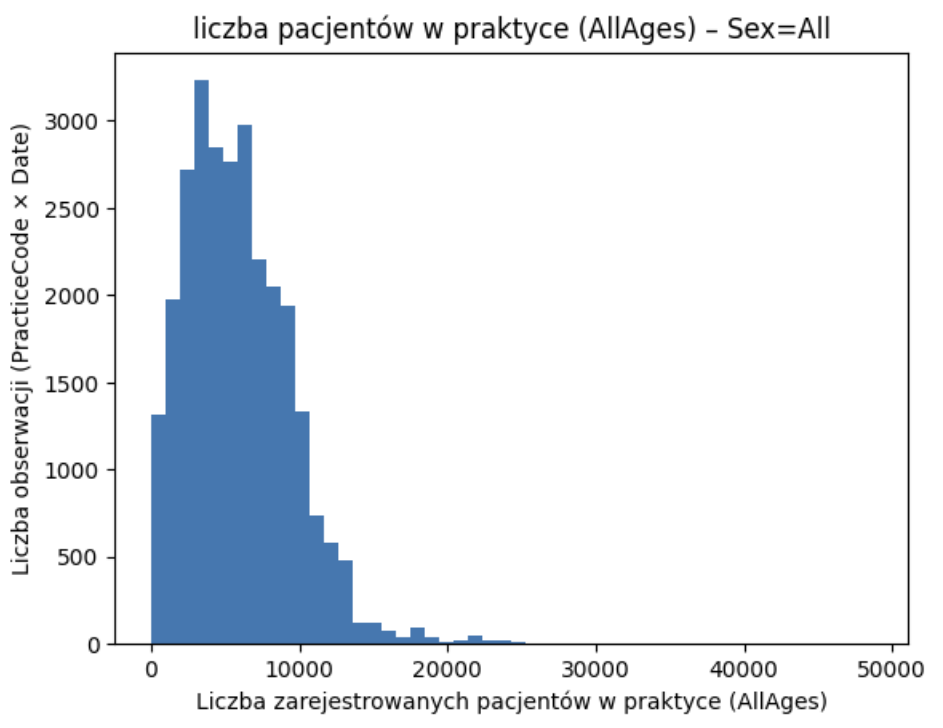 liczba pacjentów w praktyce (AllAges) – Sex=All
Liczba obserwacji (PracticeCode × Date)
3000
2500
2000
1500
1000
500
0
0 10000 20000 30000 40000 50000
Liczba zarejestrowanych pacjentów w praktyce (AllAges)